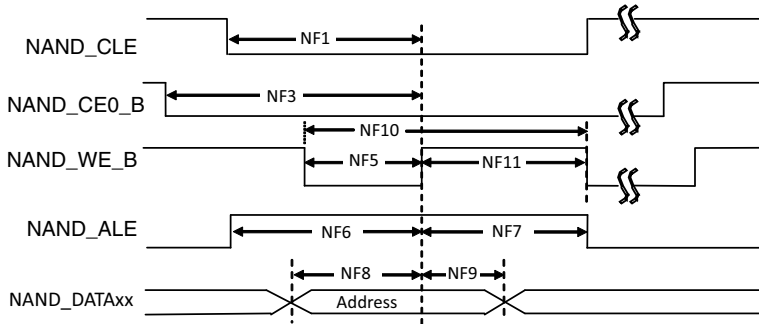 NF1
NAND_CLE
NF3
NAND_CE0_B
NF10
NAND_WE_B
NF5
NF11
NAND_ALE
NF6
NF7
NF8
NF9
NAND_DATAxx
Address